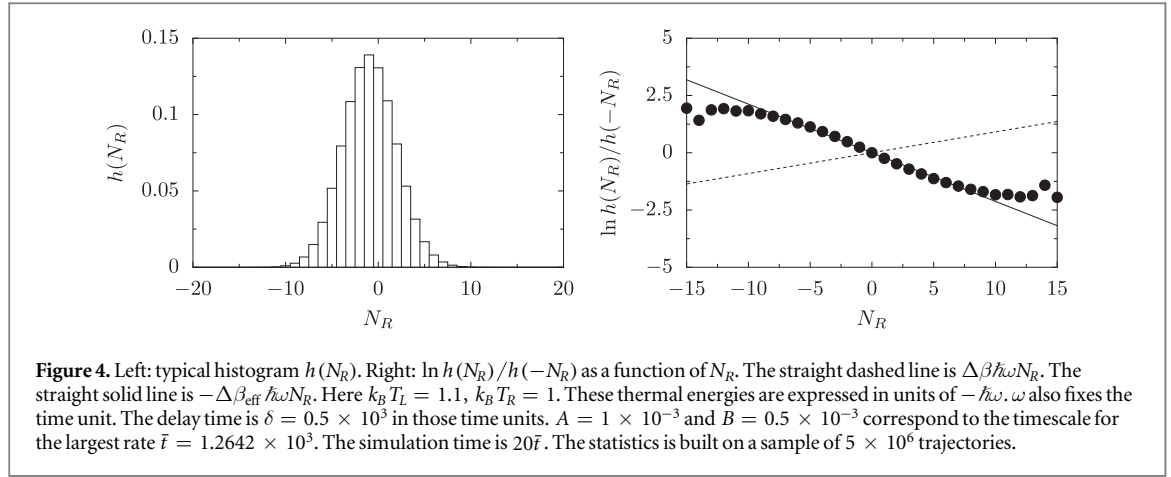 0.15
0.1
0.05
0
h(N_R)
−20
−10
0
10
20
N_R
5
2.5
0
−2.5
−5
ln h(N_R)/h(−N_R)
−15
−10
−5
0
5
10
15
N_R
Figure 4. Left: typical histogram h (N_R). Right: ln h(N_R)/h(−N_R) as a function of N_R. The straight dashed line is Δβℏω N_R. The
straight solid line is −Δβ_eff ℏω N_R. Here k_B T_L = 1.1, k_B T_R = 1. These thermal energies are expressed in units of −ℏω. ω also fixes the
time unit. The delay time is δ = 0.5 × 10³ in those time units. A = 1 × 10⁻³ and B = 0.5 × 10⁻³ correspond to the timescale for
the largest rate t̄ = 1.2642 × 10³. The simulation time is 20t̄. The statistics is built on a sample of 5 × 10⁶ trajectories.